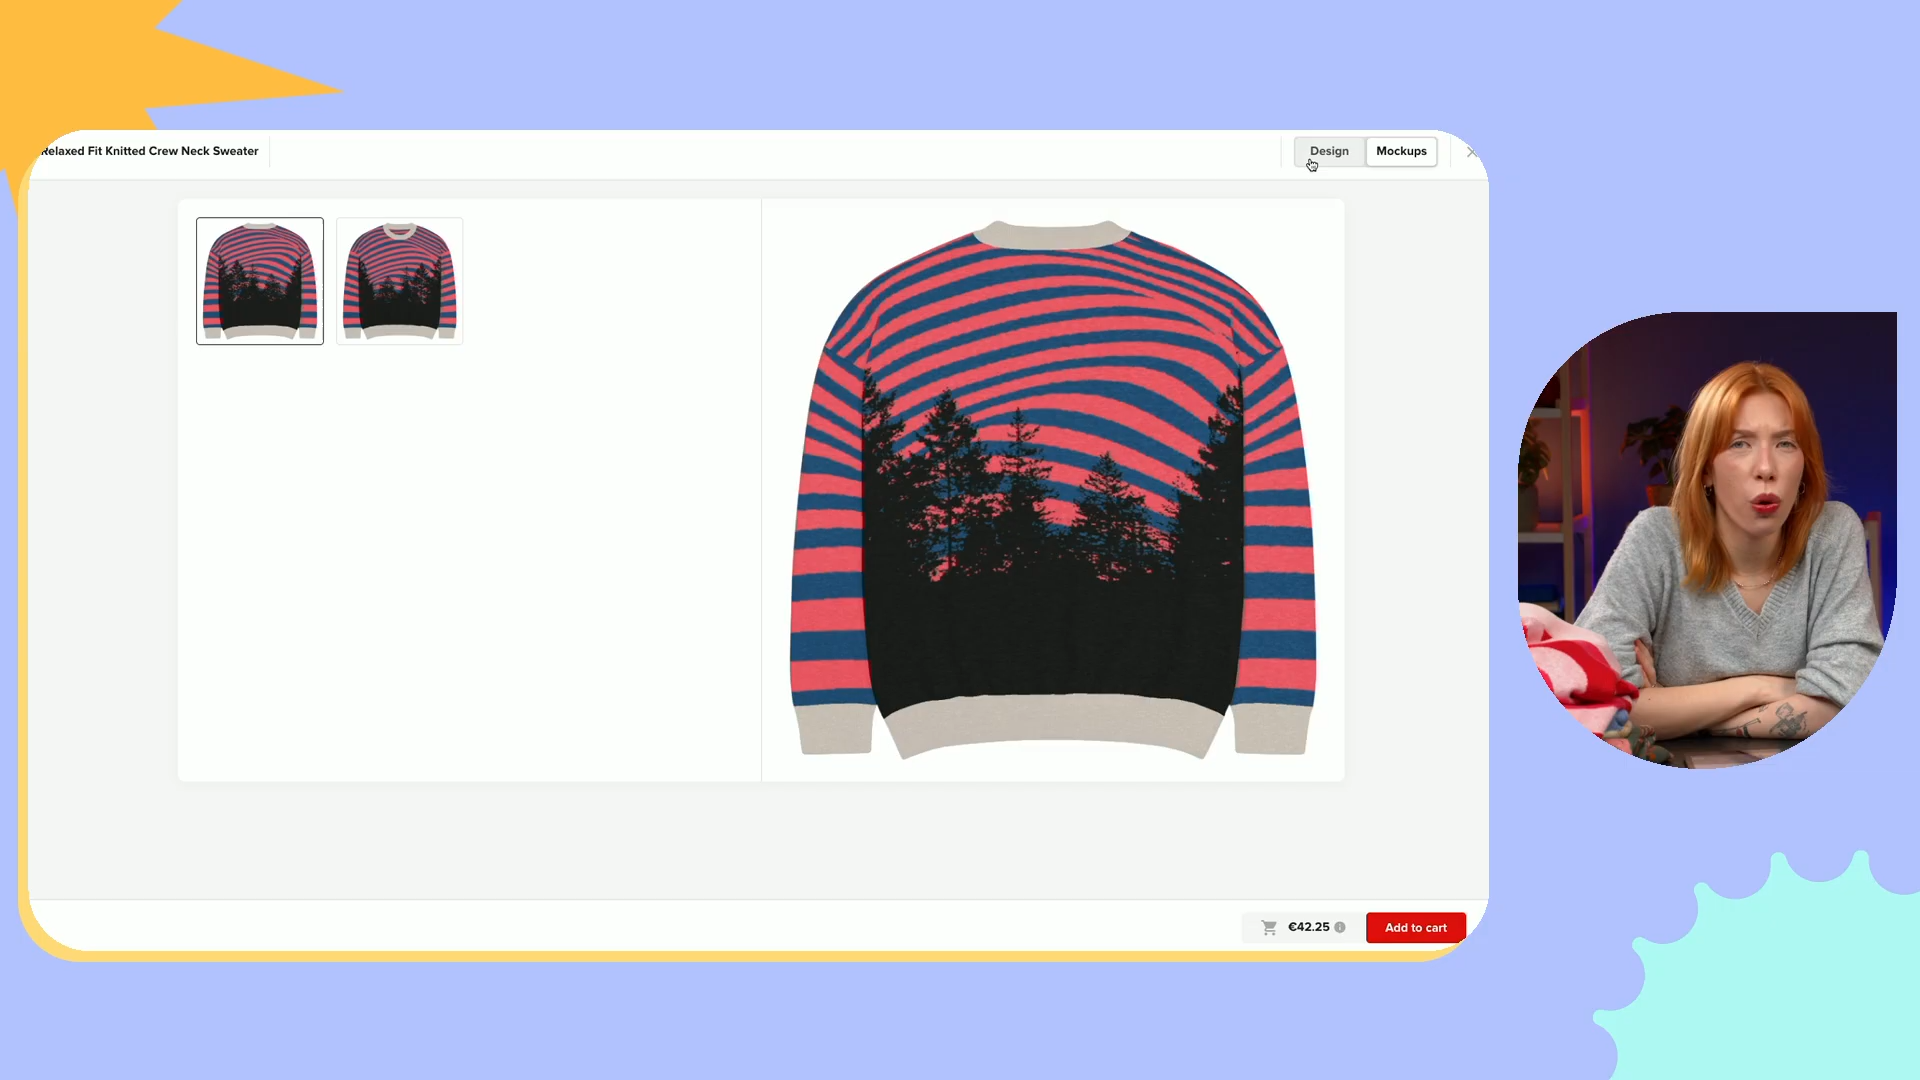 Relaxed Fit Knitted Crew Neck Sweater
Design
Mockups
€42.25
Add to cart